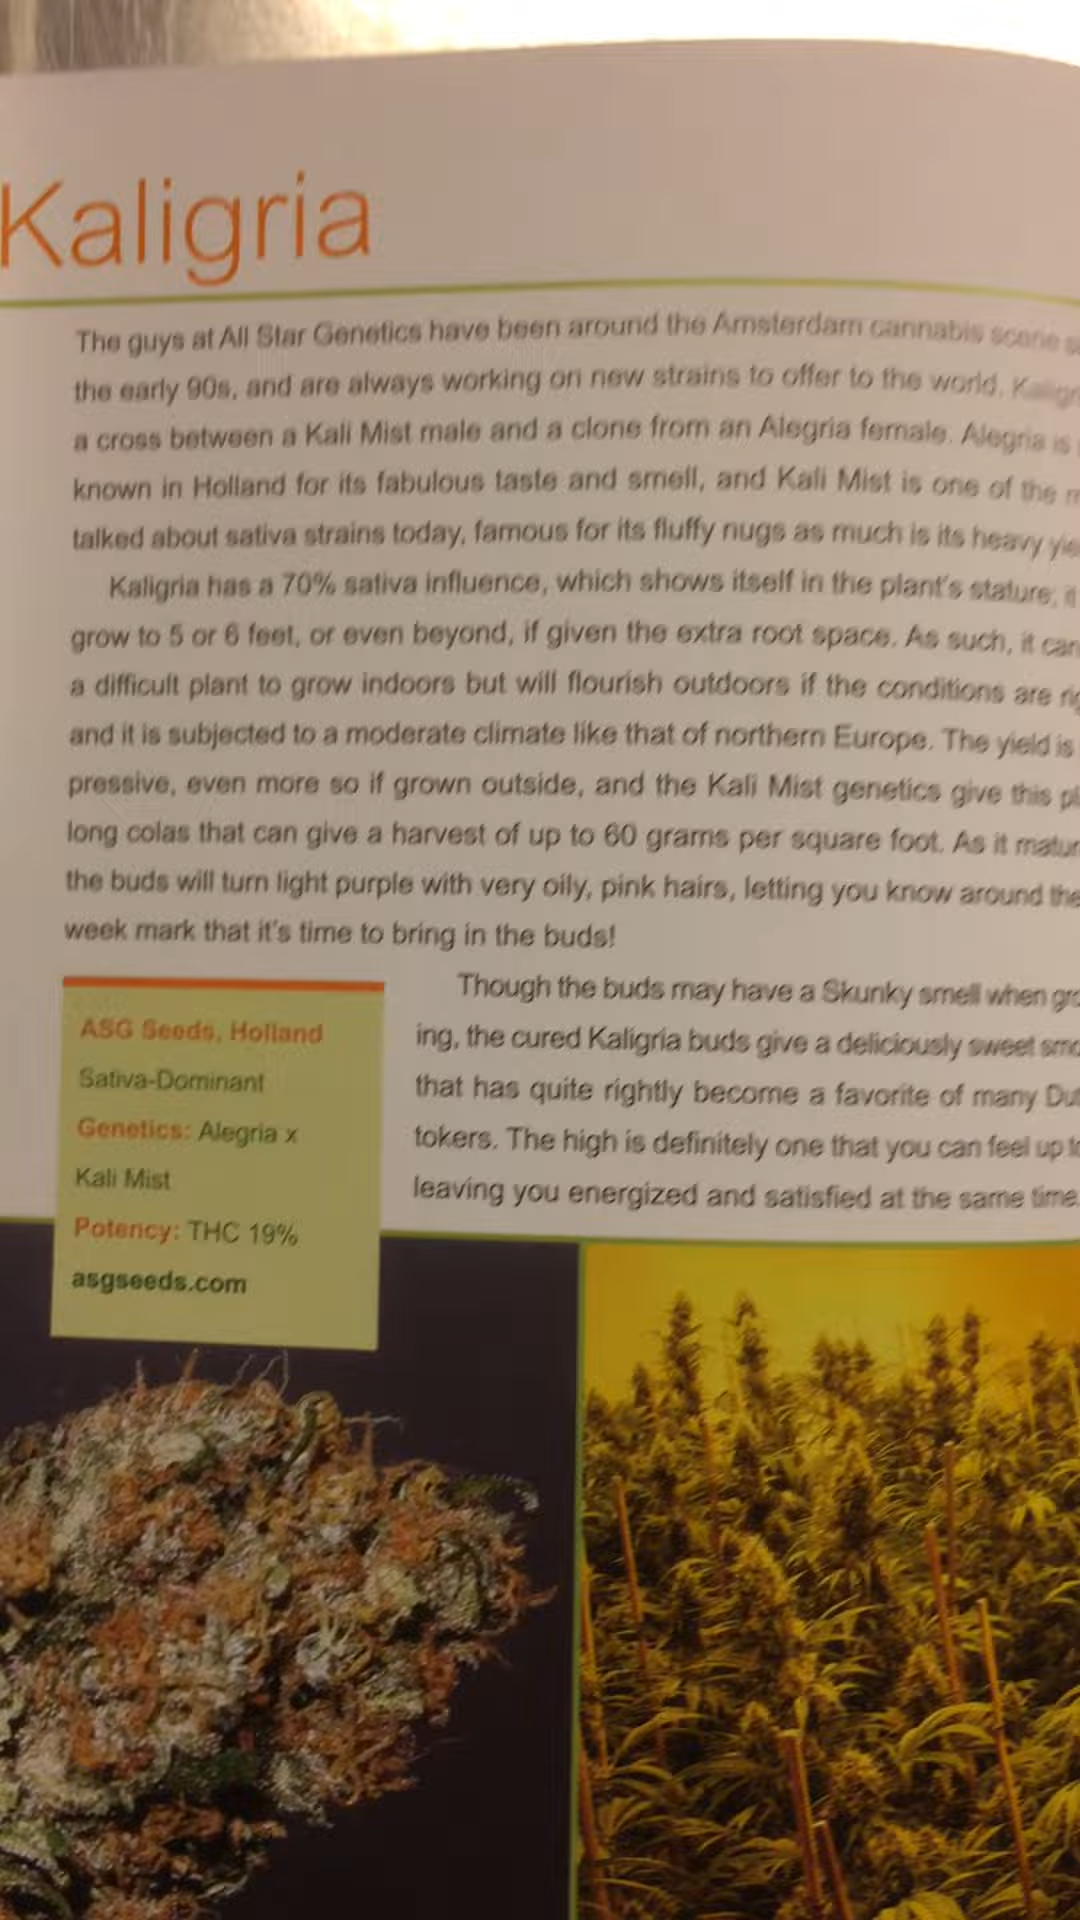 Kaligria
The guys at All Star Genetics have been around the Amsterdam cannabis scene
the early 90s, and are always working on new strains to offer to the world.
a cross between a Kali Mist male and a clone from an Alegria female. Alegria is
known in Holland for its fabulous taste and smell, and Kali Mist is one of the
talked about sativa strains today, famous for its fluffy nugs as much is its heavy
Kaligria has a 70% sativa influence, which shows itself in the plant's stature;
grow to 5 or 6 feet, or even beyond, if given the extra root space. As such, it
a difficult plant to grow indoors but will flourish outdoors if the conditions are
and it is subjected to a moderate climate like that of northern Europe. The yield is
pressive, even more so if grown outside, and the Kali Mist genetics give this
long colas that can give a harvest of up to 60 grams per square foot. As it
the buds will turn light purple with very oily, pink hairs, letting you know around
week mark that it's time to bring in the buds!
Though the buds may have a Skunky smell when
ing, the cured Kaligria buds give a deliciously sweet
that has quite rightly become a favorite of many
tokers. The high is definitely one that you can feel up
leaving you energized and satisfied at the same time.
ASG Seeds, Holland
Sativa-Dominant
Genetics: Alegria x
Kali Mist
Potency: THC 19%
asgseeds.com